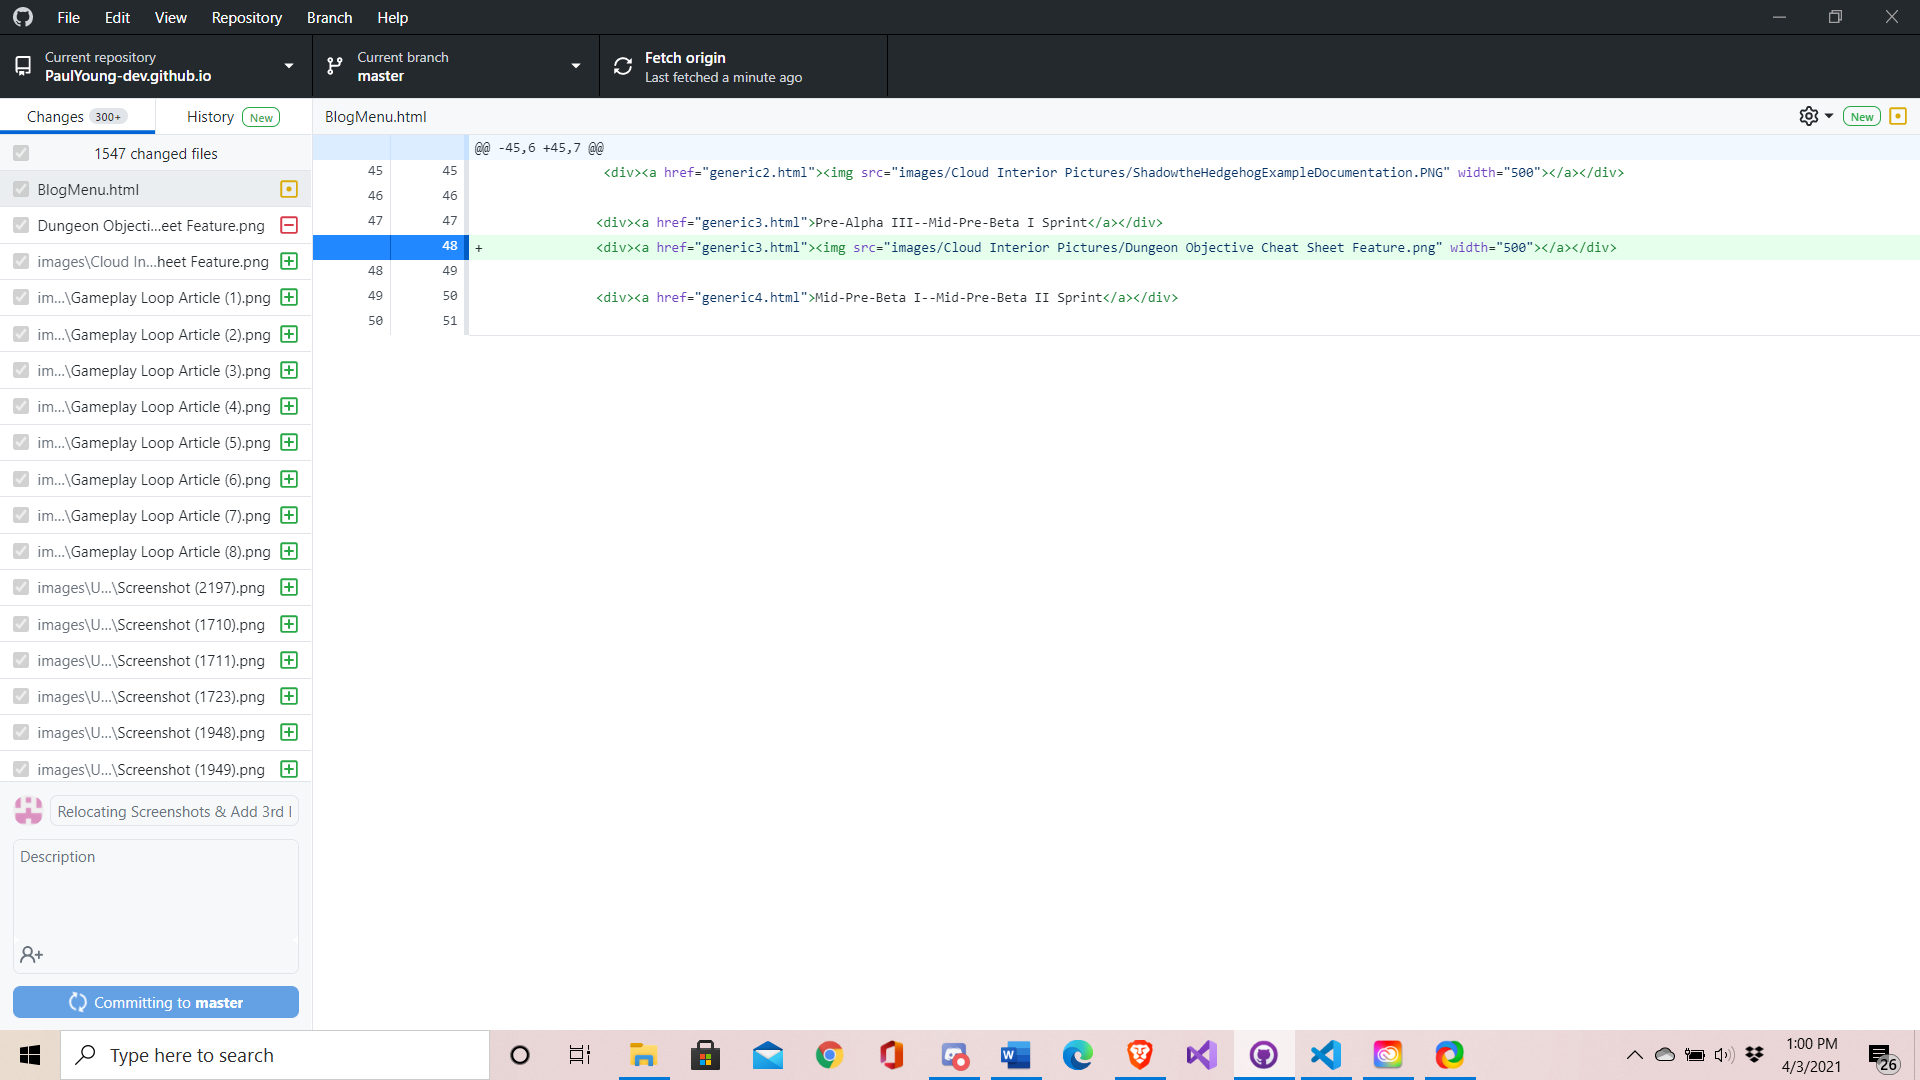 File Edit View Repository Branch Help
Current repository
PaulYoung-dev.github.io
Current branch
master
Fetch origin
Last fetched a minute ago
Changes 300+
History New
1547 changed files
BlogMenu.html
Dungeon Objecti...eet Feature.png
images\Cloud In...heet Feature.png
im...\Gameplay Loop Article (1).png
im...\Gameplay Loop Article (2).png
im...\Gameplay Loop Article (3).png
im...\Gameplay Loop Article (4).png
im...\Gameplay Loop Article (5).png
im...\Gameplay Loop Article (6).png
im...\Gameplay Loop Article (7).png
im...\Gameplay Loop Article (8).png
images\U...\Screenshot (2197).png
images\U...\Screenshot (1710).png
images\U...\Screenshot (1711).png
images\U...\Screenshot (1723).png
images\U...\Screenshot (1948).png
images\U...\Screenshot (1949).png
Relocating Screenshots & Add 3rd
Description
Committing to master
BlogMenu.html
New
@@ -45,6 +45,7 @@
45 45 <div><a href="generic2.html"><img src="images/Cloud Interior Pictures/ShadowtheHedgehogExampleDocumentation.PNG" width="500"></a></div>
46 46
47 47 <div><a href="generic3.html">Pre-Alpha III--Mid-Pre-Beta I Sprint</a></div>
48 + <div><a href="generic3.html"><img src="images/Cloud Interior Pictures/Dungeon Objective Cheat Sheet Feature.png" width="500"></a></div>
48 49
49 50 <div><a href="generic4.html">Mid-Pre-Beta I--Mid-Pre-Beta II Sprint</a></div>
50 51
Type here to search
W
1:00 PM
4/3/2021
26